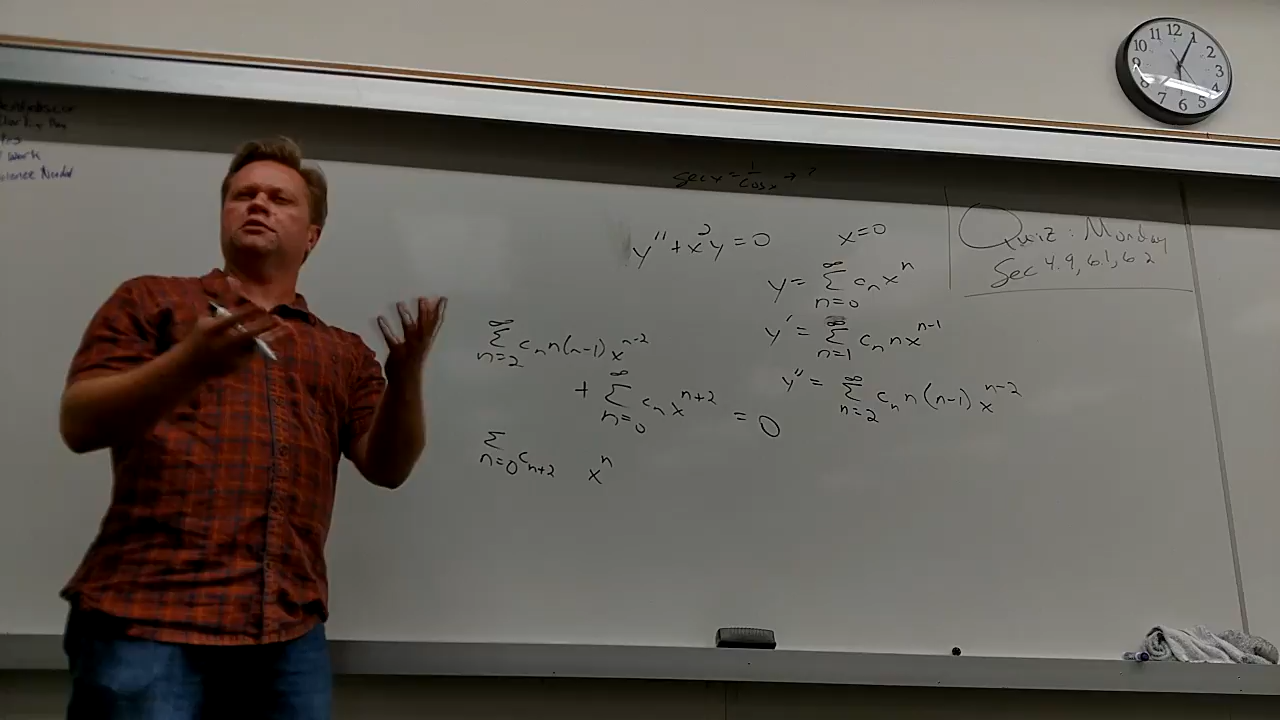 Work
sec x = 1/cos x → ?
y'' + x²y = 0    x=0
Quiz: Monday
Sec 4.9, 6.1, 6.2
y = ∑_{n=0}^{∞} c_n x^n
y' = ∑_{n=1}^{∞} c_n n x^{n-1}
y'' = ∑_{n=2}^{∞} c_n n(n-1) x^{n-2}
∑_{n=2}^{∞} c_n n(n-1) x^{n-2}
+ ∑_{n=0}^{∞} c_n x^{n+2} = 0
∑_{n=0} c_{n+2}    x^n
12
1
2
3
4
5
6
7
8
9
10
11